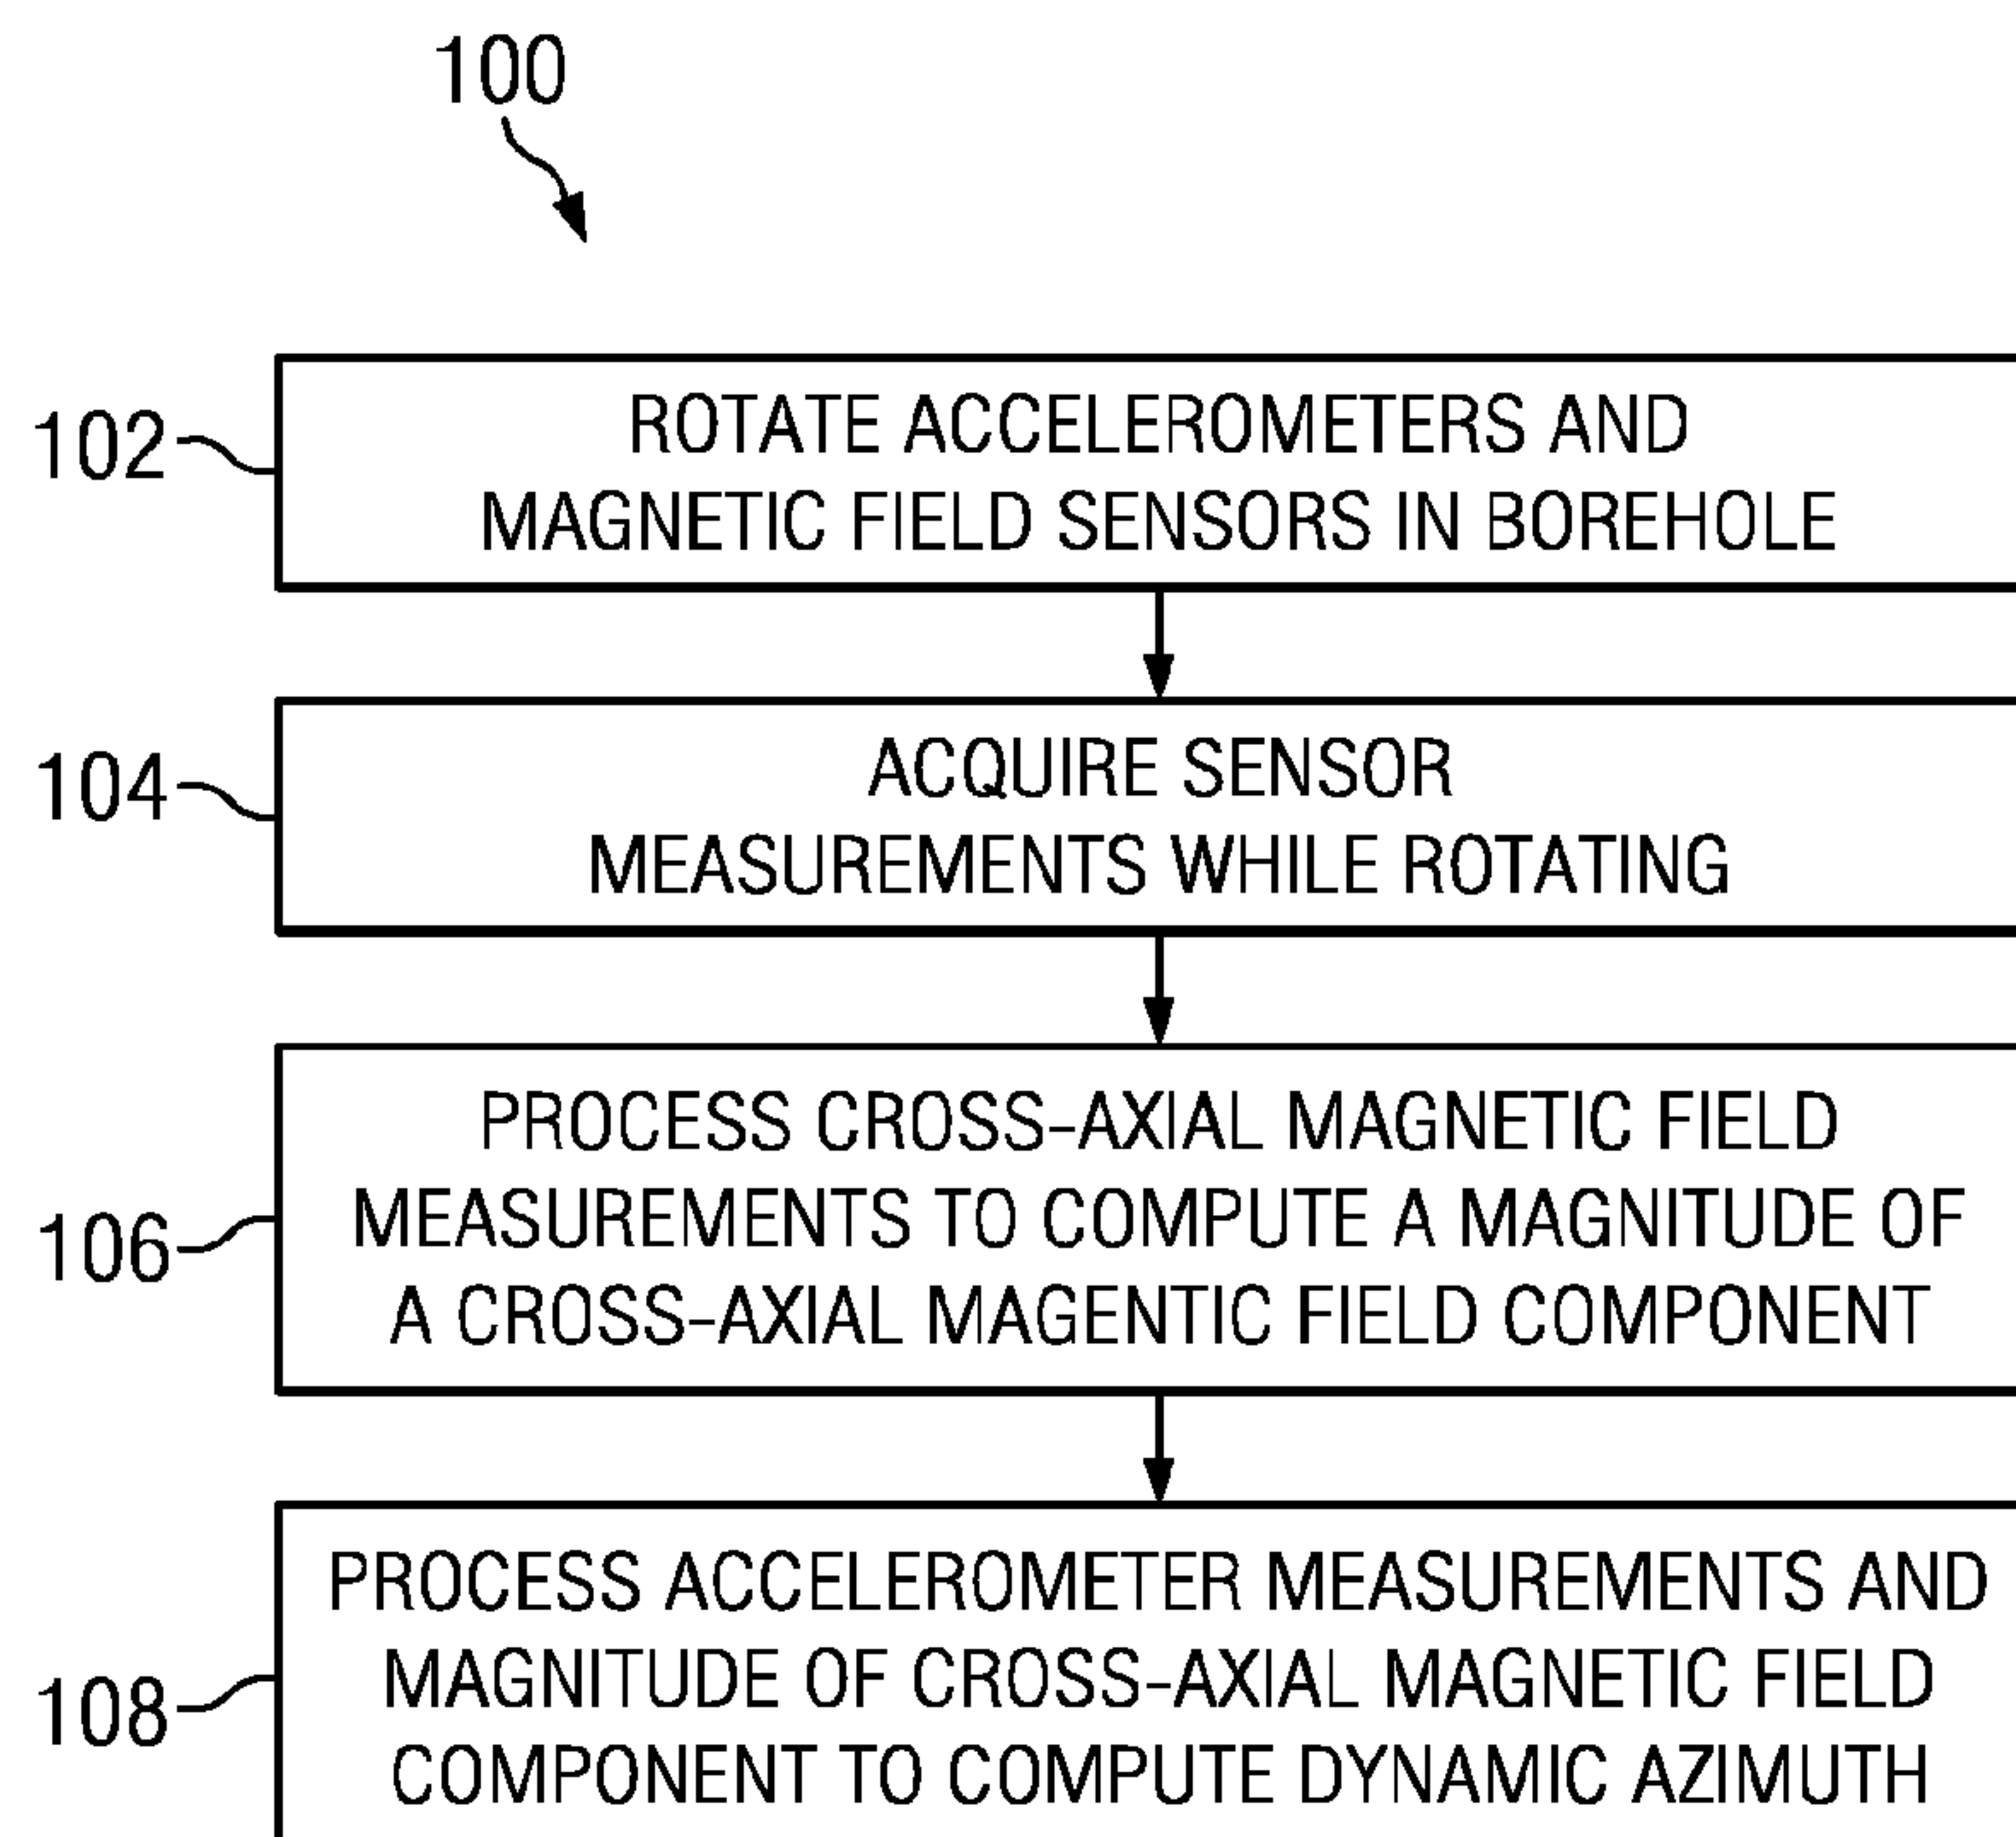 100
102
ROTATE ACCELEROMETERS AND
MAGNETIC FIELD SENSORS IN BOREHOLE
104
ACQUIRE SENSOR
MEASUREMENTS WHILE ROTATING
106
PROCESS CROSS-AXIAL MAGNETIC FIELD
MEASUREMENTS TO COMPUTE A MAGNITUDE OF
A CROSS-AXIAL MAGENTIC FIELD COMPONENT
108
PROCESS ACCELEROMETER MEASUREMENTS AND
MAGNITUDE OF CROSS-AXIAL MAGNETIC FIELD
COMPONENT TO COMPUTE DYNAMIC AZIMUTH